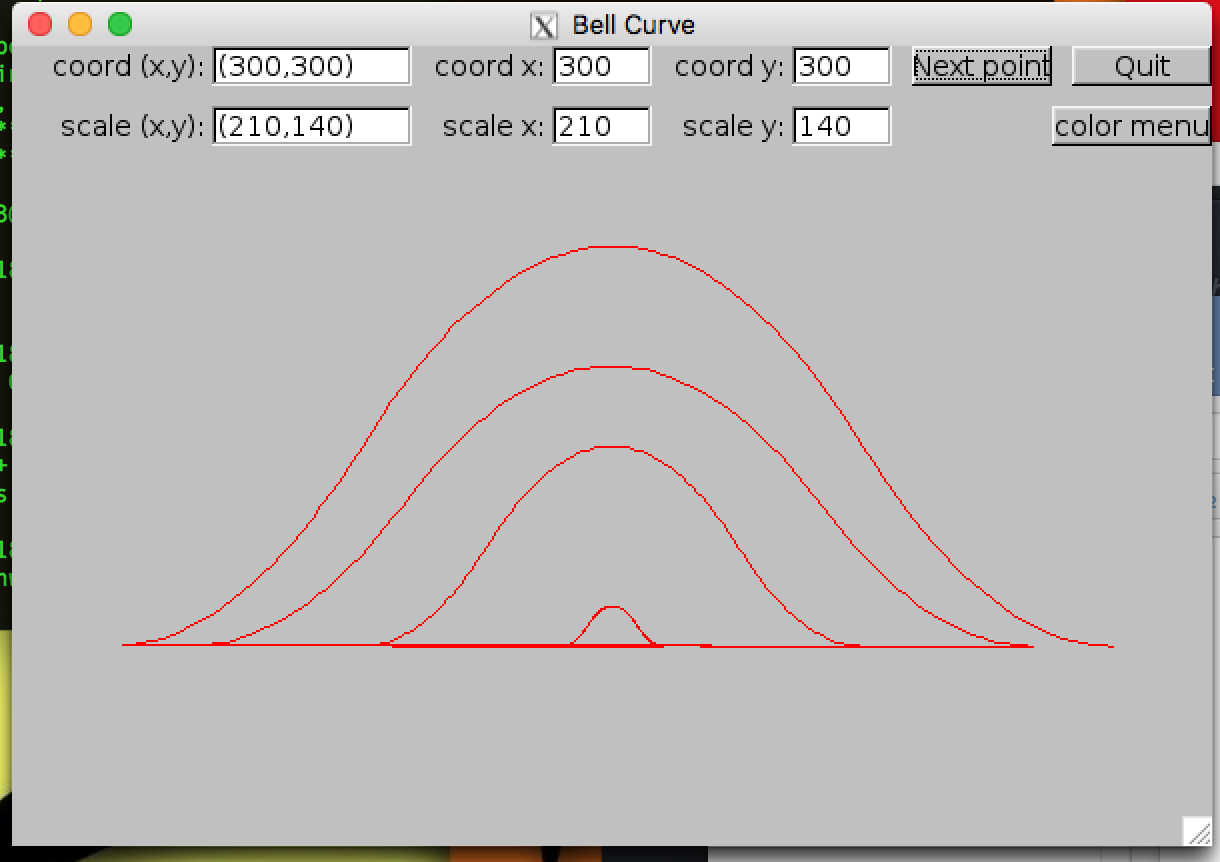 Bell Curve
coord (x,y): (300,300) coord x: 300 coord y: 300 Next point Quit
scale (x,y): (210,140) scale x: 210 scale y: 140 color menu